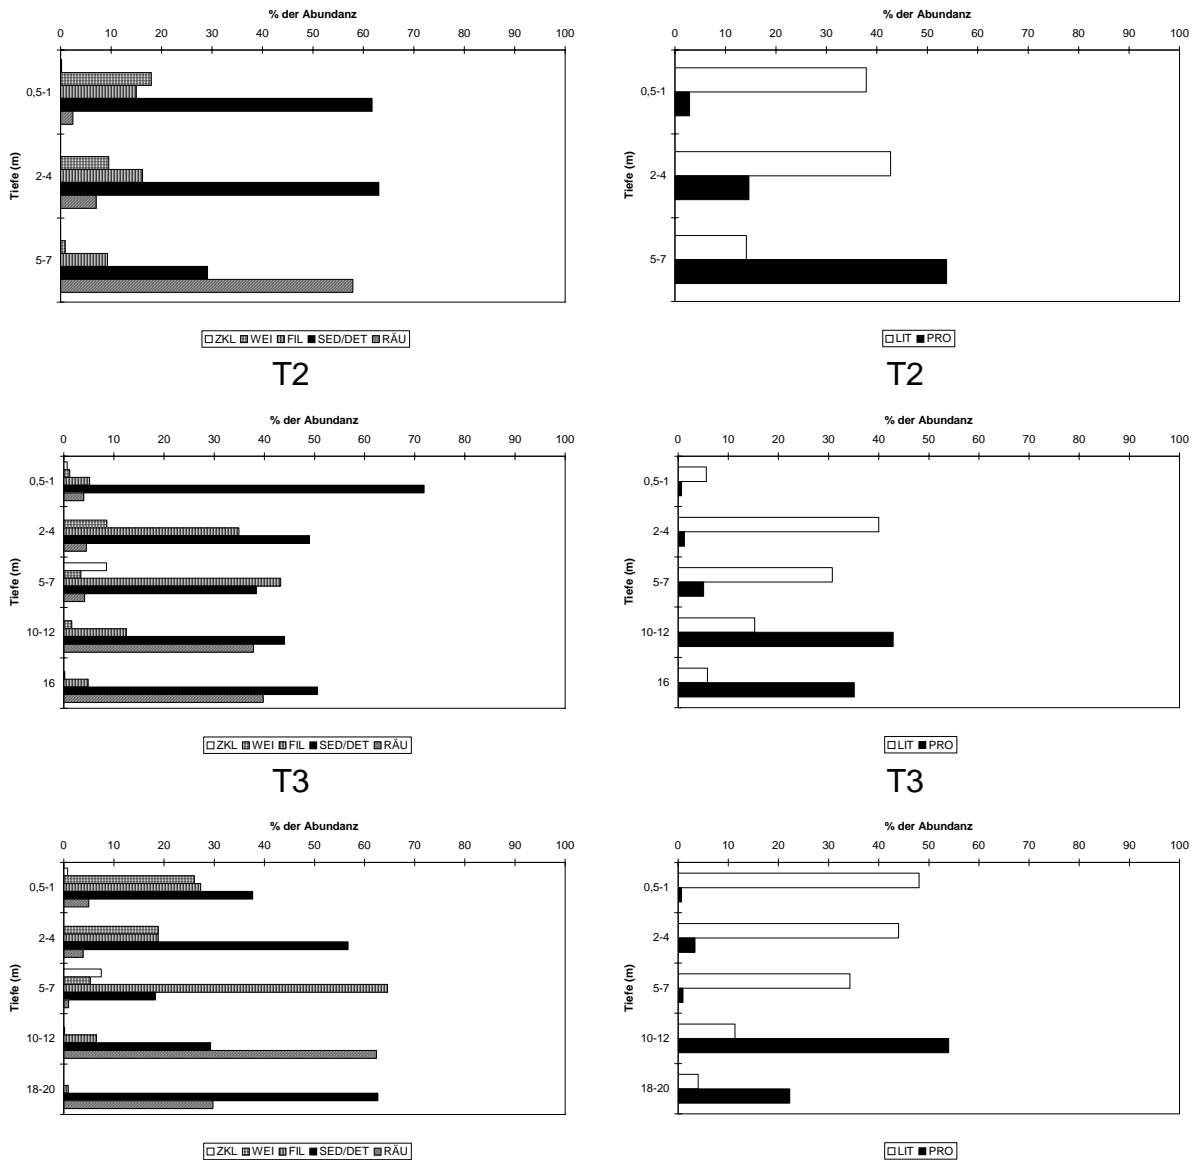 % der Abundanz
0 10 20 30 40 50 60 70 80 90 100
Tiefe (m)
0,5-1
2-4
5-7
ZKL WEI FIL SED/DET RÄU
% der Abundanz
0 20 40 60 80 100
10 30 50 70 90
Tiefe (m)
0,5-1
2-4
5-7
LIT PRO
T2
T2
% der Abundanz
0 10 20 30 40 50 60 70 80 90 100
Tiefe (m)
0,5-1
2-4
5-7
10-12
16
ZKL WEI FIL SED/DET RÄU
% der Abundanz
0 10 20 30 40 50 60 70 80 90 100
Tiefe (m)
0,5-1
2-4
5-7
10-12
16
LIT PRO
T3
T3
% der Abundanz
0 10 20 30 40 50 60 70 80 90 100
Tiefe (m)
0,5-1
2-4
5-7
10-12
18-20
ZKL WEI FIL SED/DET RÄU
% der Abundanz
0 10 20 30 40 50 60 70 80 90 100
Tiefe (m)
0,5-1
2-4
5-7
10-12
18-20
LIT PRO